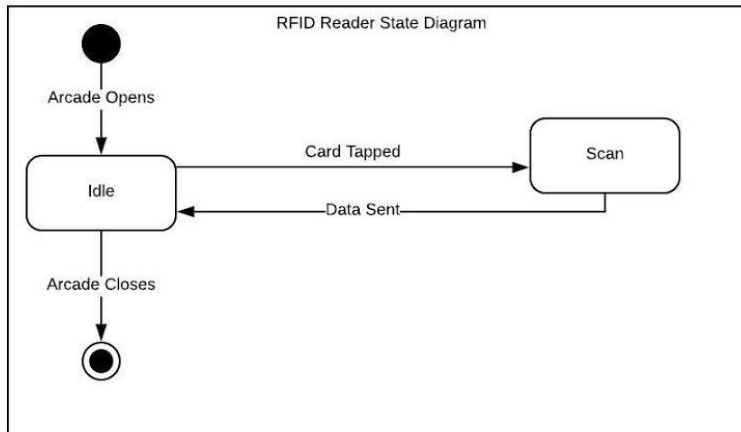 RFID Reader State Diagram
Arcade Opens
Card Tapped
Scan
Idle
Data Sent
Arcade Closes